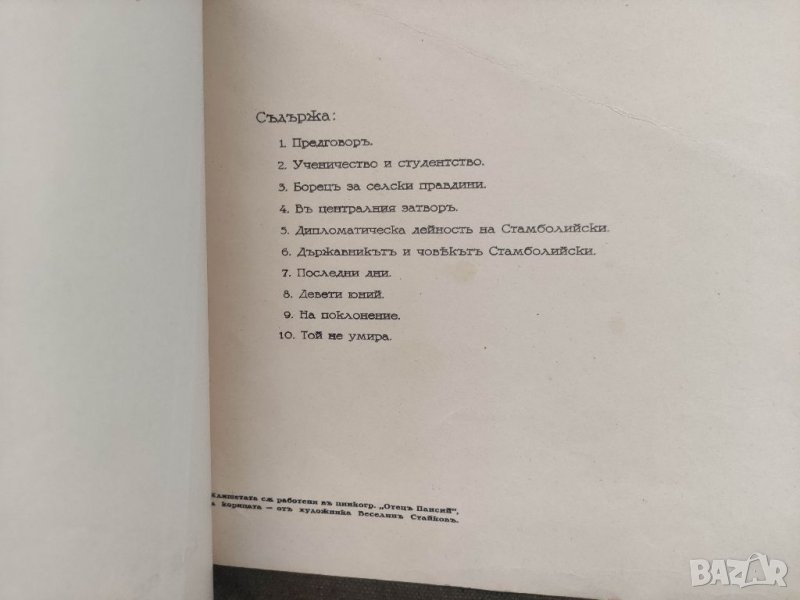 Съдържа:
1. Предговоръ.
2. Ученичество и студентство.
3. Борецъ за селски правдини.
4. Въ централния затворъ.
5. Дипломатическа дейность на Стамболийски.
6. Държавникътъ и човѣкътъ Стамболийски.
7. Последни дни.
8. Девети юний.
9. На поклонение.
10. Той не умира.
клишетата сѫ работени въ цинкогр. „Отецъ Паисий“,
корицата — отъ художника Веселинъ Стайковъ.
BAZAR